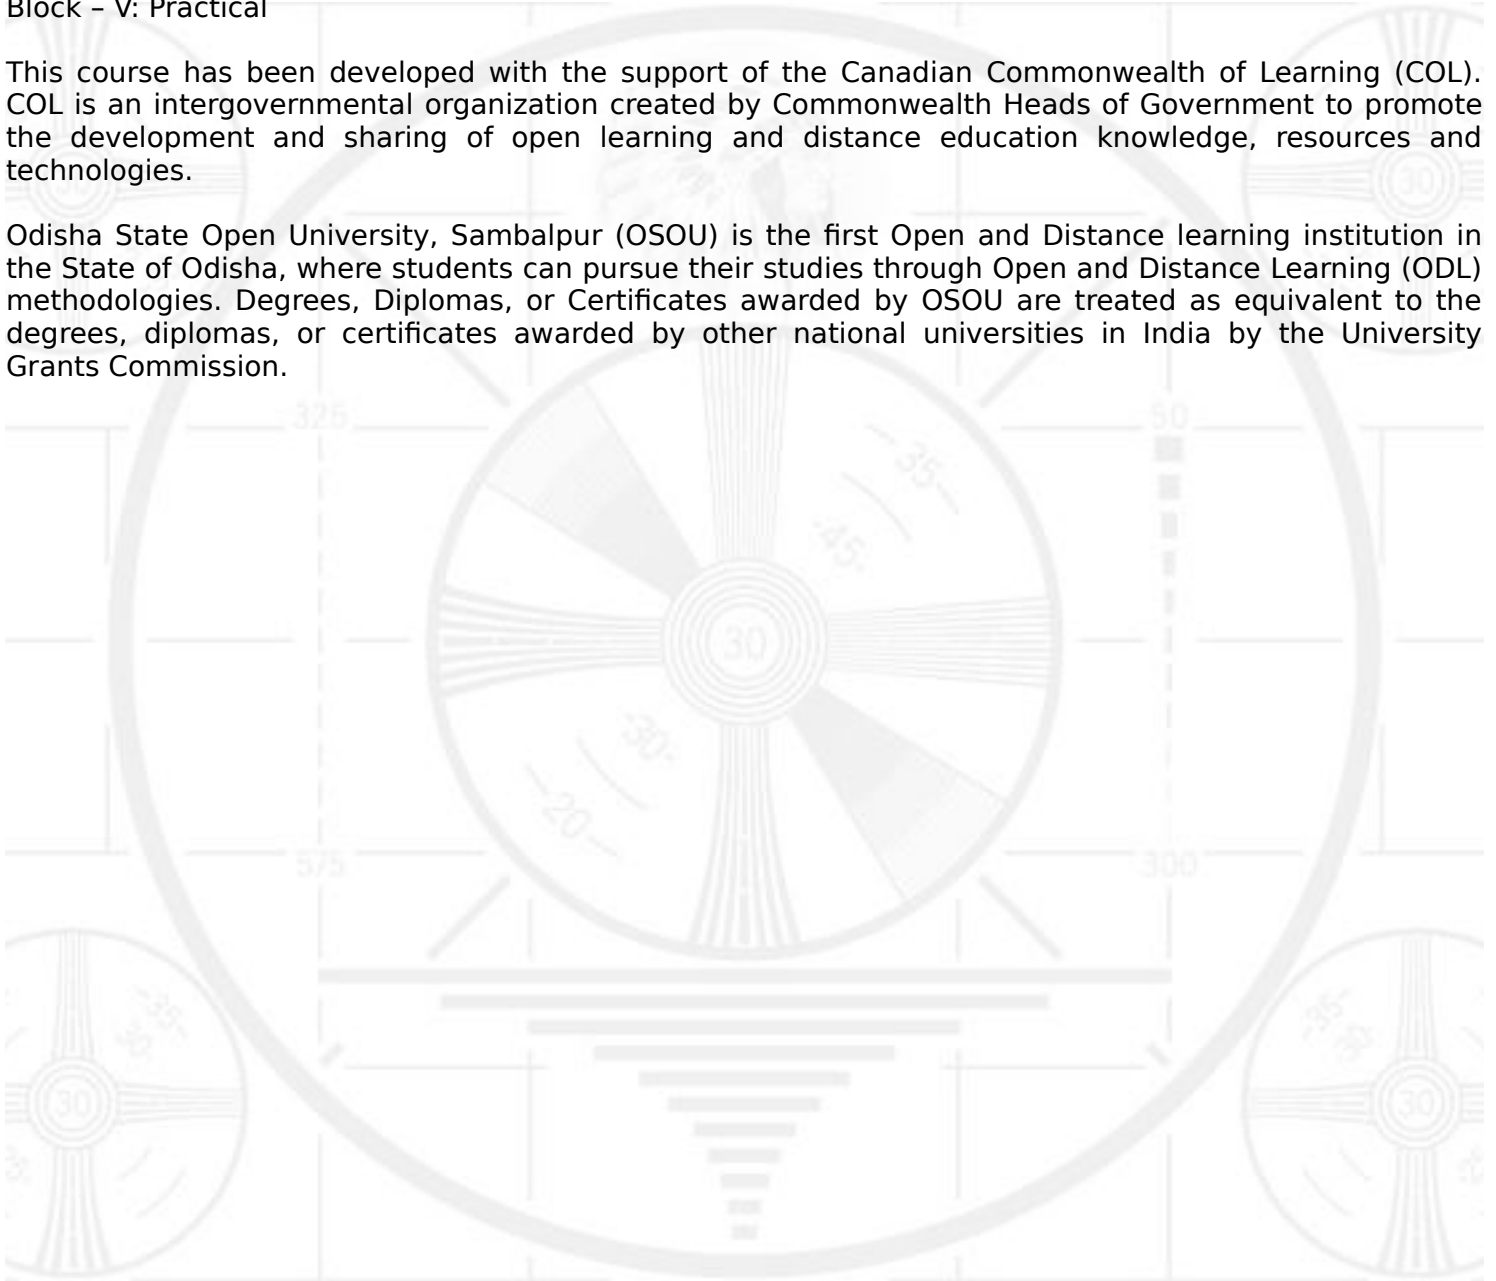 Block – V: Practical
This course has been developed with the support of the Canadian Commonwealth of Learning (COL).
COL is an intergovernmental organization created by Commonwealth Heads of Government to promote
the development and sharing of open learning and distance education knowledge, resources and
technologies.
Odisha State Open University, Sambalpur (OSOU) is the first Open and Distance learning institution in
the State of Odisha, where students can pursue their studies through Open and Distance Learning (ODL)
methodologies. Degrees, Diplomas, or Certificates awarded by OSOU are treated as equivalent to the
degrees, diplomas, or certificates awarded by other national universities in India by the University
Grants Commission.
30
325
50
35
45
30
30
20
575
300
35
30
35
30